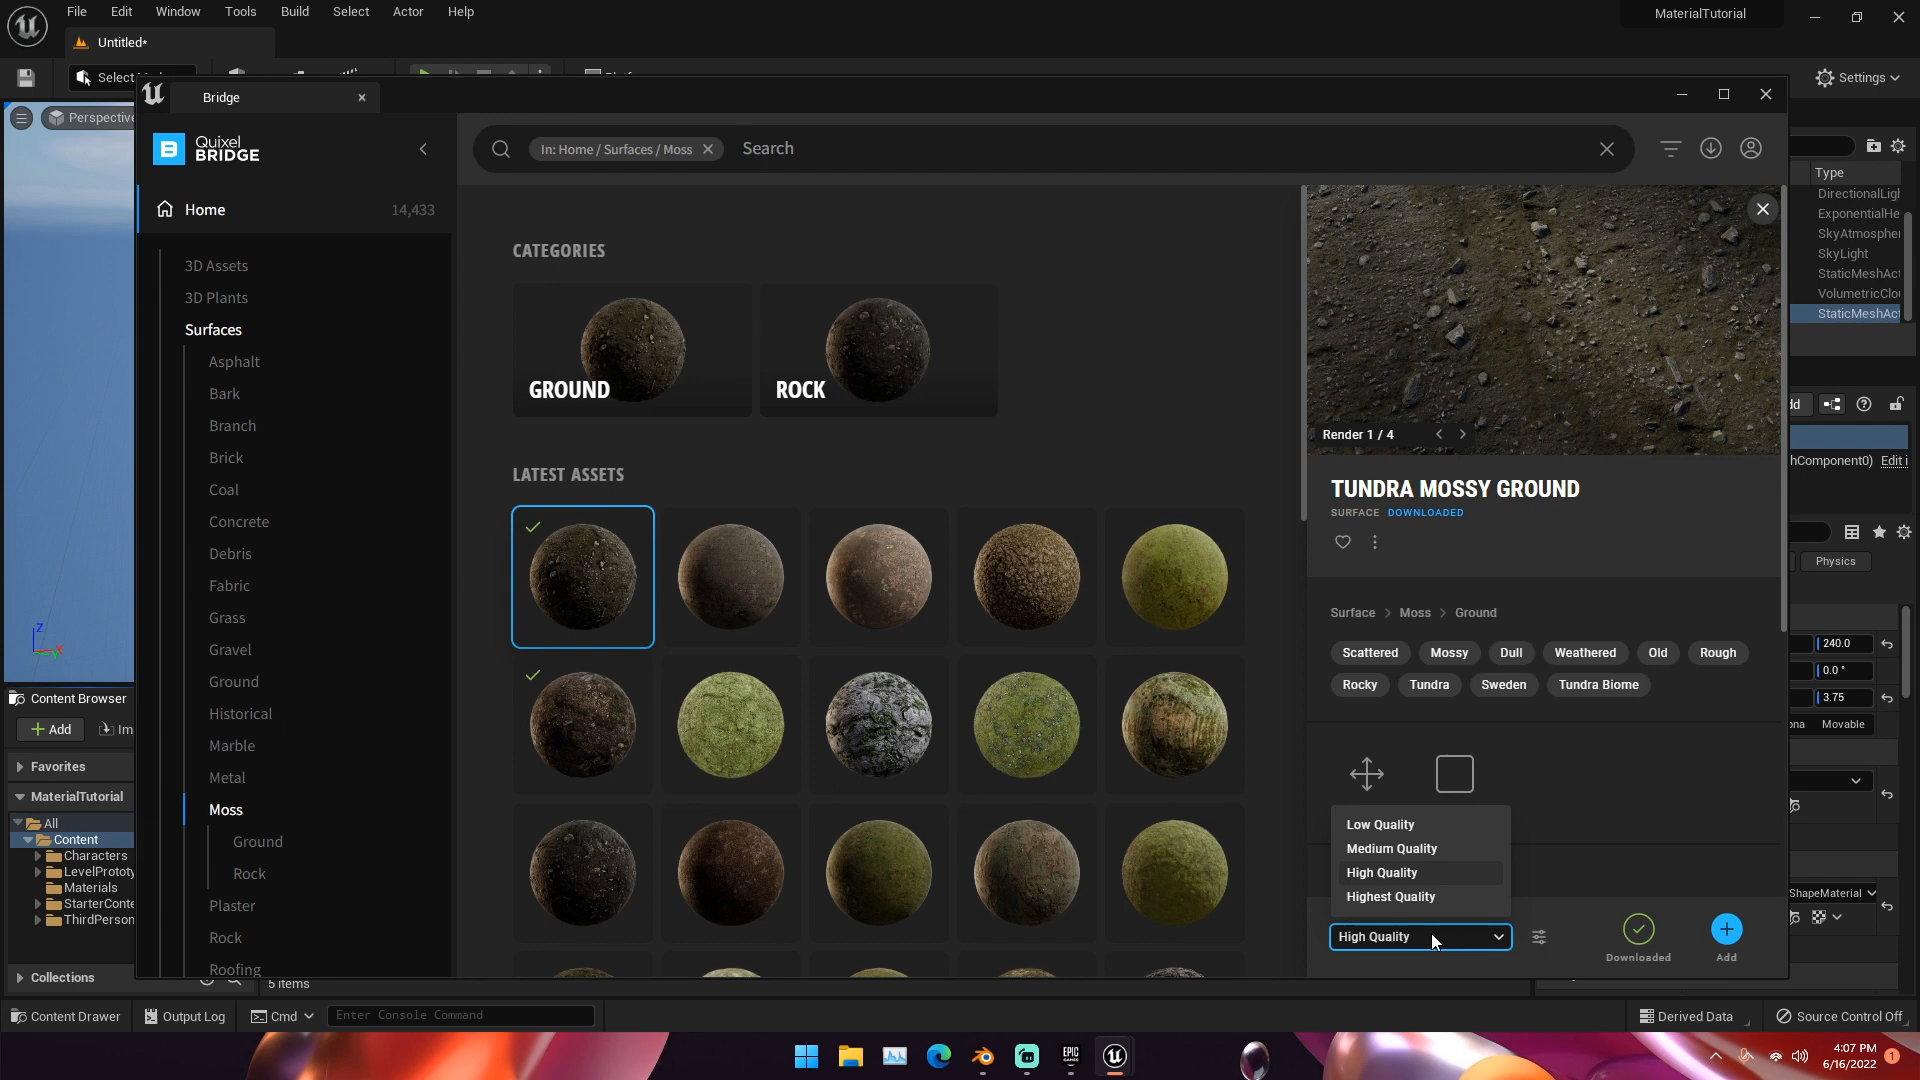 File Edit Window Tools Build Select Actor Help
MaterialTutorial
Untitled*
Settings
Bridge
Perspective
Quixel
BRIDGE
In: Home / Surfaces / Moss
Search
Home 14,433
3D Assets
3D Plants
Surfaces
Asphalt
Bark
Branch
Brick
Coal
Concrete
Debris
Fabric
Grass
Gravel
Ground
Historical
Marble
Metal
Moss
Ground
Rock
Plaster
Rock
Roofing
CATEGORIES
GROUND
ROCK
LATEST ASSETS
Render 1 / 4
TUNDRA MOSSY GROUND
SURFACE DOWNLOADED
Surface > Moss > Ground
Scattered Mossy Dull Weathered Old Rough
Rocky Tundra Sweden Tundra Biome
Low Quality
Medium Quality
High Quality
Highest Quality
High Quality
Downloaded
Add
Type
DirectionalLigh
ExponentialHe
SkyAtmospher
SkyLight
StaticMeshAct
VolumetricClou
StaticMeshAct
hComponent0) Edit i
Physics
240.0
0.0 °
3.75
Movable
ShapeMaterial
Content Browser
Add
Favorites
MaterialTutorial
All
Content
Characters
LevelPrototy
Materials
StarterConte
ThirdPerson
Collections
5 items
Content Drawer
Output Log
Cmd
Enter Console Command
Derived Data
Source Control Off
EPIC
GAMES
4:07 PM
6/16/2022
1